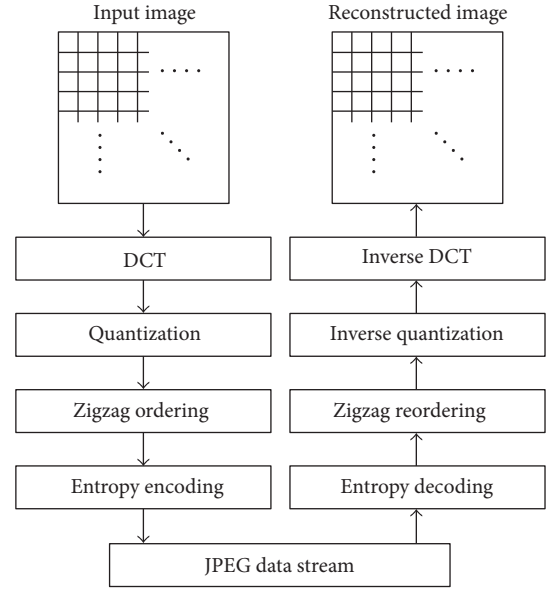 Input image
Reconstructed image
DCT
Inverse DCT
Quantization
Inverse quantization
Zigzag ordering
Zigzag reordering
Entropy encoding
Entropy decoding
JPEG data stream